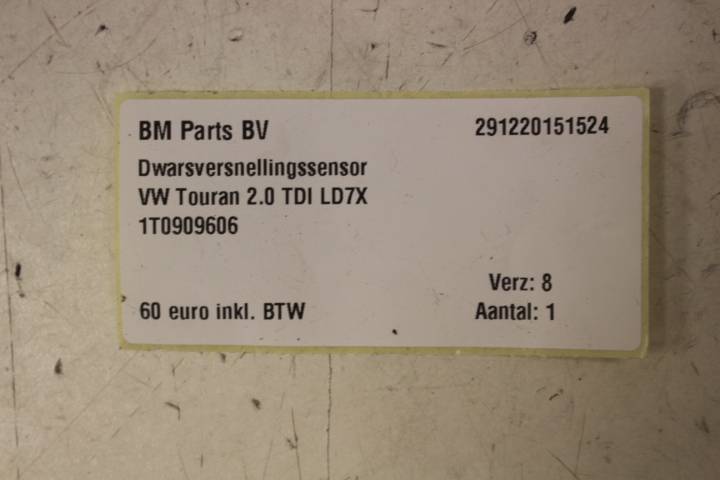 BM Parts BV 291220151524
Dwarsversnellingssensor
VW Touran 2.0 TDI LD7X
1T0909606
Verz: 8
60 euro inkl. BTW Aantal: 1